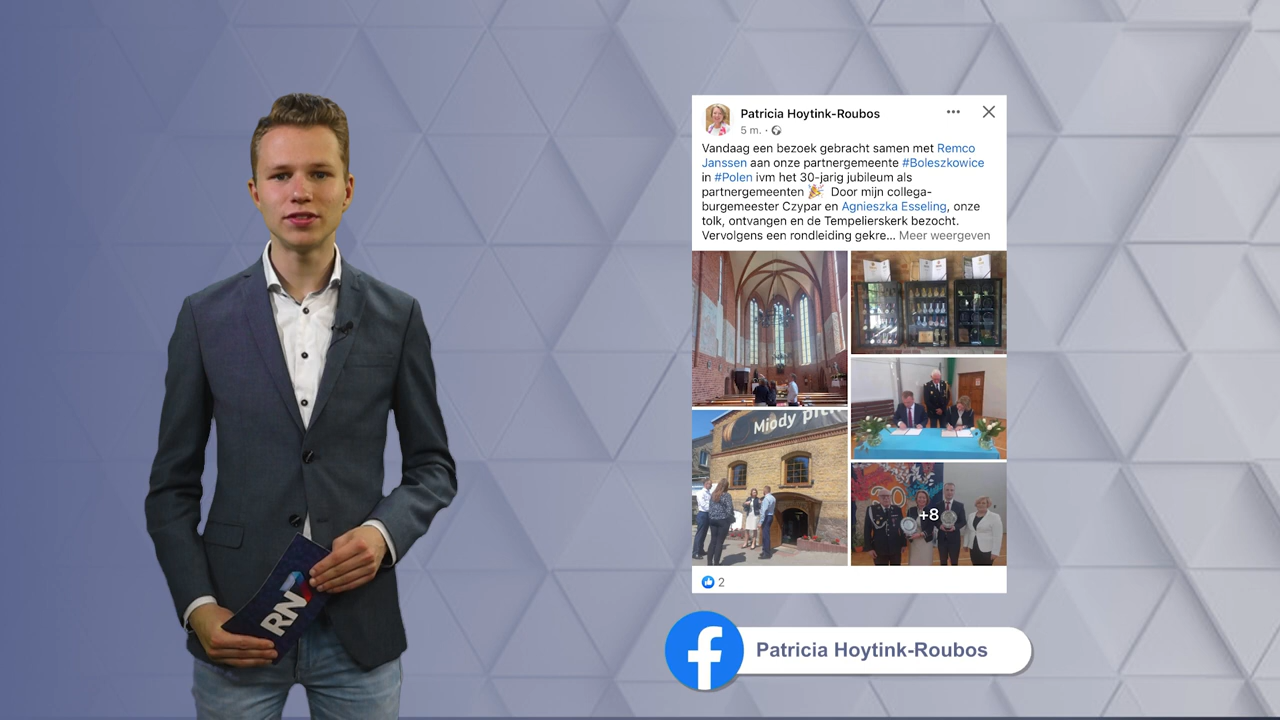 Patricia Hoytink-Roubos
5 m. ·
Vandaag een bezoek gebracht samen met Remco
Janssen aan onze partnergemeente #Boleszkowice
in #Polen ivm het 30-jarig jubileum als
partnergemeenten 🎉 Door mijn collega-
burgemeester Czypar en Agnieszka Esseling, onze
tolk, ontvangen en de Tempelierskerk bezocht.
Vervolgens een rondleiding gekre... Meer weergeven
Miody
30
+8
2
RN
Patricia Hoytink-Roubos